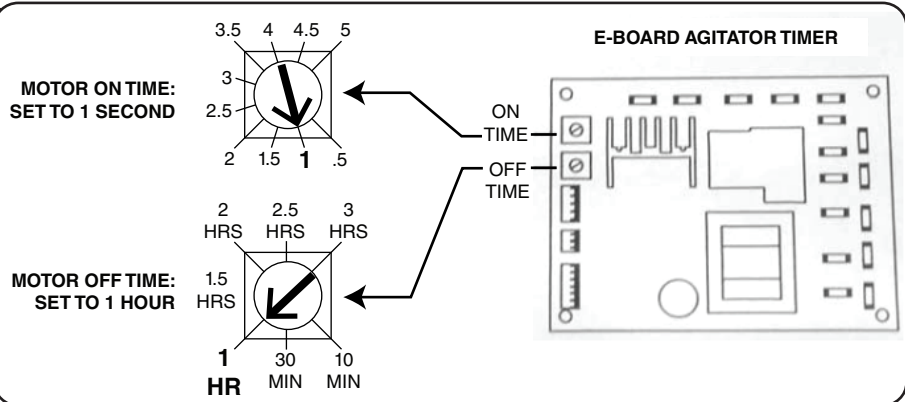 E-BOARD AGITATOR TIMER
MOTOR ON TIME:
SET TO 1 SECOND
3.5
4
4.5
5
3
2.5
2
1.5
1
.5
ON
TIME
OFF
TIME
MOTOR OFF TIME:
SET TO 1 HOUR
2
HRS
2.5
HRS
3
HRS
1.5
HRS
1
HR
30
MIN
10
MIN